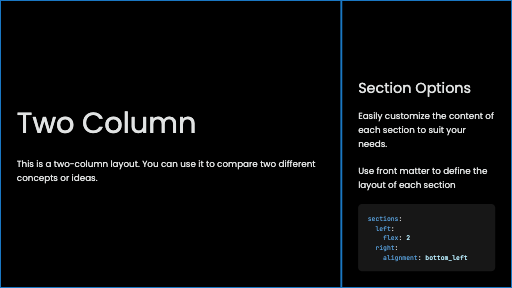 Two Column
This is a two-column layout. You can use it to compare two different
concepts or ideas.
Section Options
Easily customize the content of
each section to suit your
needs.
Use front matter to define the
layout of each section
sections:
  left:
    flex: 2
  right:
    alignment: bottom_left